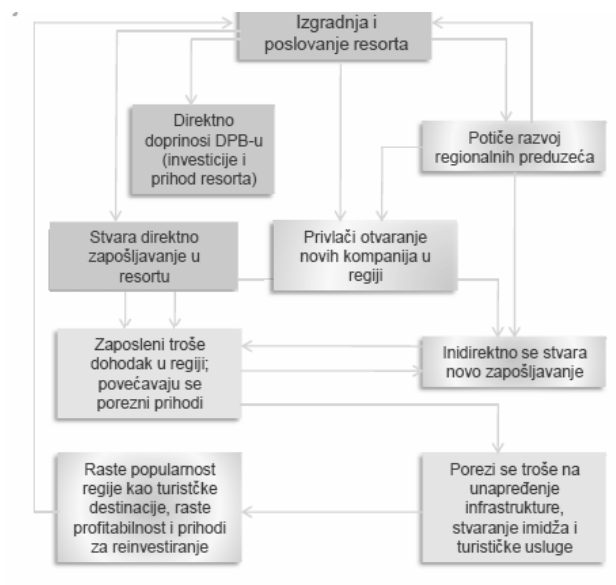 Izgradnja i
poslovanje resorta
Direktno
doprinosi DPB-u
(investicije i
prihod resorta)
Potiče razvoj
regionalnih preduzeća
Stvara direktno
zapošljavanje u
resortu
Privlači otvaranje
novih kompanija u
regiji
Zaposleni troše
dohodak u regiji;
povećavaju se
porezni prihodi
Inidirektno se stvara
novo zapošljavanje
Raste popularnost
regije kao turistčke
destinacije, raste
profitabilnost i prihodi
za reinvestiranje
Porezi se troše na
unapređenje
infrastrukture,
stvaranje imidža i
turističke usluge